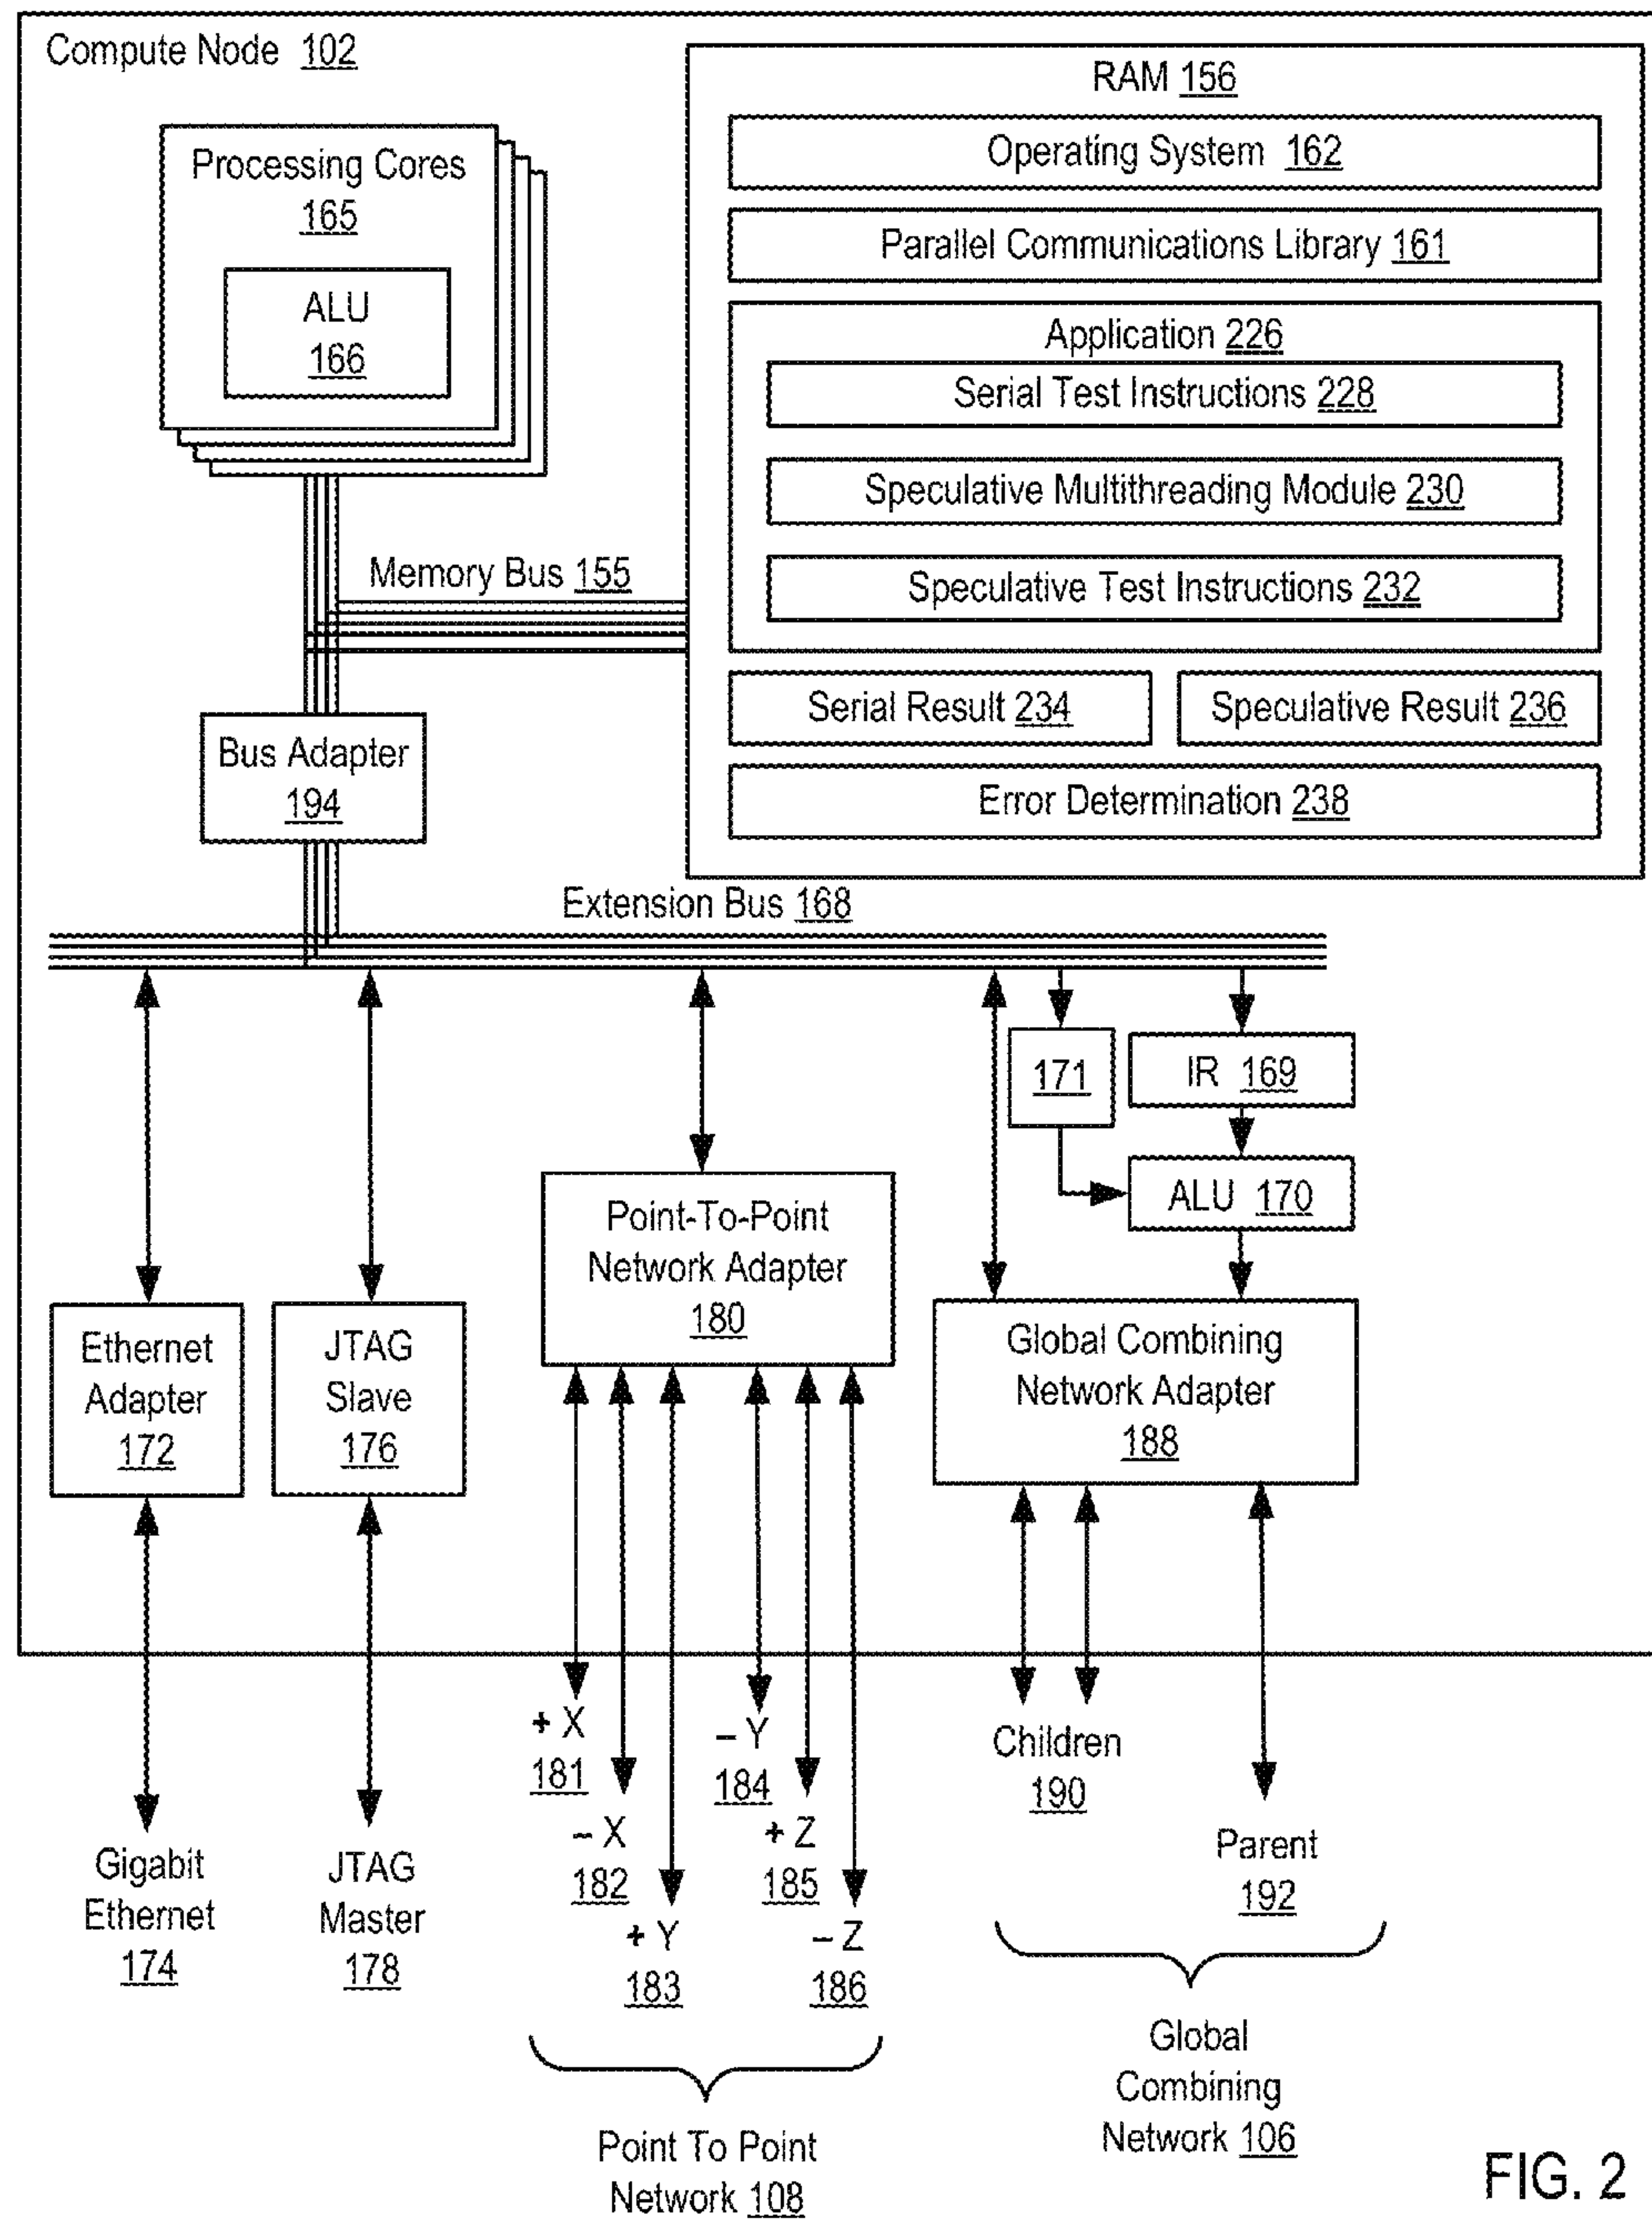 Compute Node 102
RAM 156
Operating System 162
Parallel Communications Library 161
Application 226
Serial Test Instructions 228
Speculative Multithreading Module 230
Speculative Test Instructions 232
Serial Result 234
Speculative Result 236
Error Determination 238
Processing Cores
165
ALU
166
Memory Bus 155
Bus Adapter
194
Extension Bus 168
171
IR 169
ALU 170
Point-To-Point
Network Adapter
180
Ethernet
Adapter
172
JTAG
Slave
176
Global Combining
Network Adapter
188
+ X
181
– X
182
+ Y
183
– Y
184
+ Z
185
– Z
186
Children
190
Parent
192
Gigabit
Ethernet
174
JTAG
Master
178
Point To Point
Network 108
Global
Combining
Network 106
FIG. 2